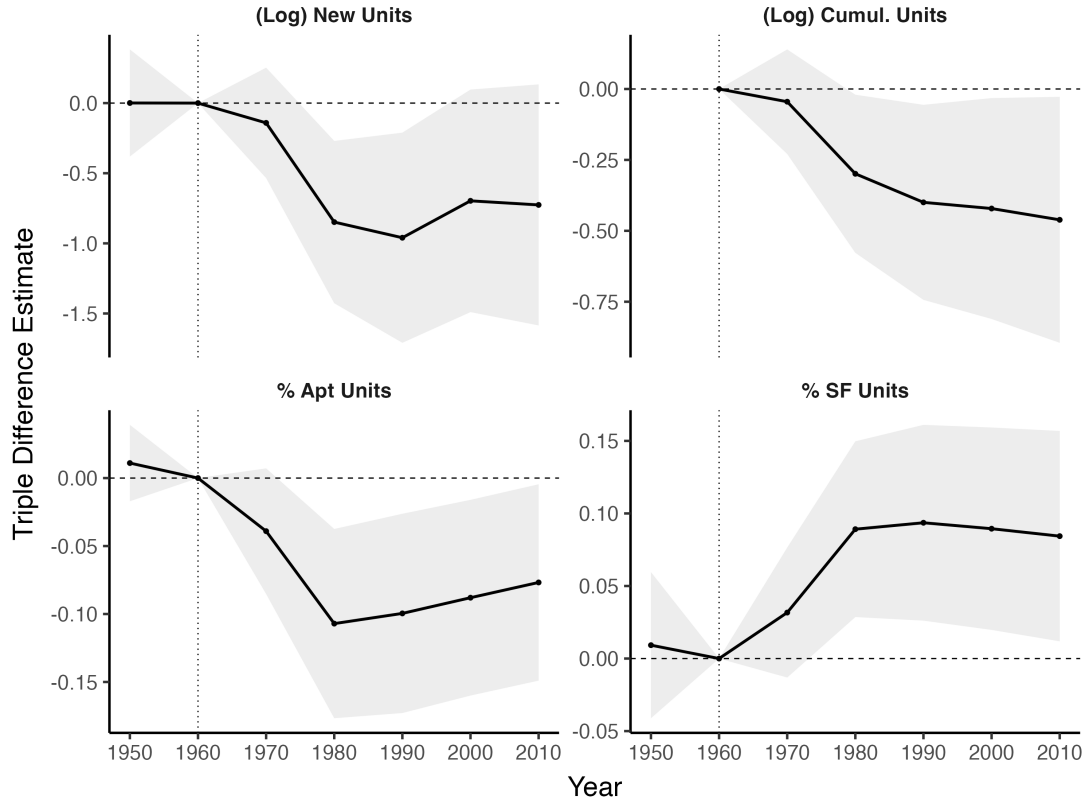 (Log) New Units
(Log) Cumul. Units
0.0
-0.5
-1.0
-1.5
0.00
-0.25
-0.50
-0.75
Triple Difference Estimate
% Apt Units
% SF Units
0.00
-0.05
-0.10
-0.15
0.15
0.10
0.05
0.00
-0.05
1950 1960 1970 1980 1990 2000 2010
1950 1960 1970 1980 1990 2000 2010
Year